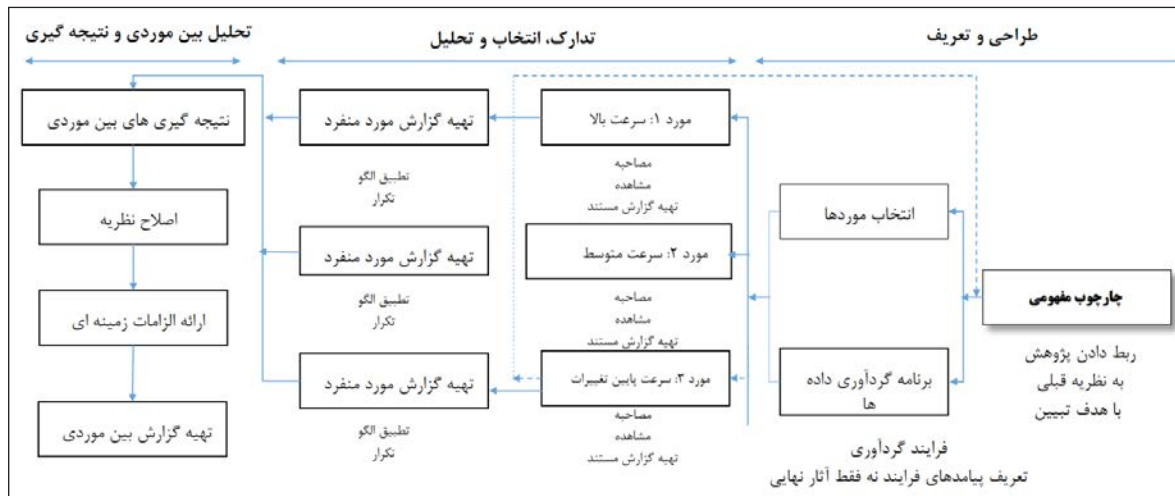 طراحی و تعریف
تدارک، انتخاب و تحلیل
تحلیل بین موردی و نتیجه گیری
چارچوب مفهومی
ربط دادن پژوهش
به نظریه قبلی
با هدف تبیین
انتخاب موردها
برنامه گردآوری داده
ها
فرایند گردآوری
تعریف پیامدهای فرایند نه فقط آثار نهایی
مورد ۱: سرعت بالا
مصاحبه
مشاهده
تهیه گزارش مستند
مورد ۲: سرعت متوسط
مصاحبه
مشاهده
تهیه گزارش مستند
مورد ۳: سرعت پایین تغییرات
مصاحبه
مشاهده
تهیه گزارش مستند
تهیه گزارش مورد منفرد
تطبیق الگو
تکرار
تهیه گزارش مورد منفرد
تطبیق الگو
تکرار
تهیه گزارش مورد منفرد
تطبیق الگو
تکرار
نتیجه گیری های بین موردی
اصلاح نظریه
ارائه الزامات زمینه ای
تهیه گزارش بین موردی